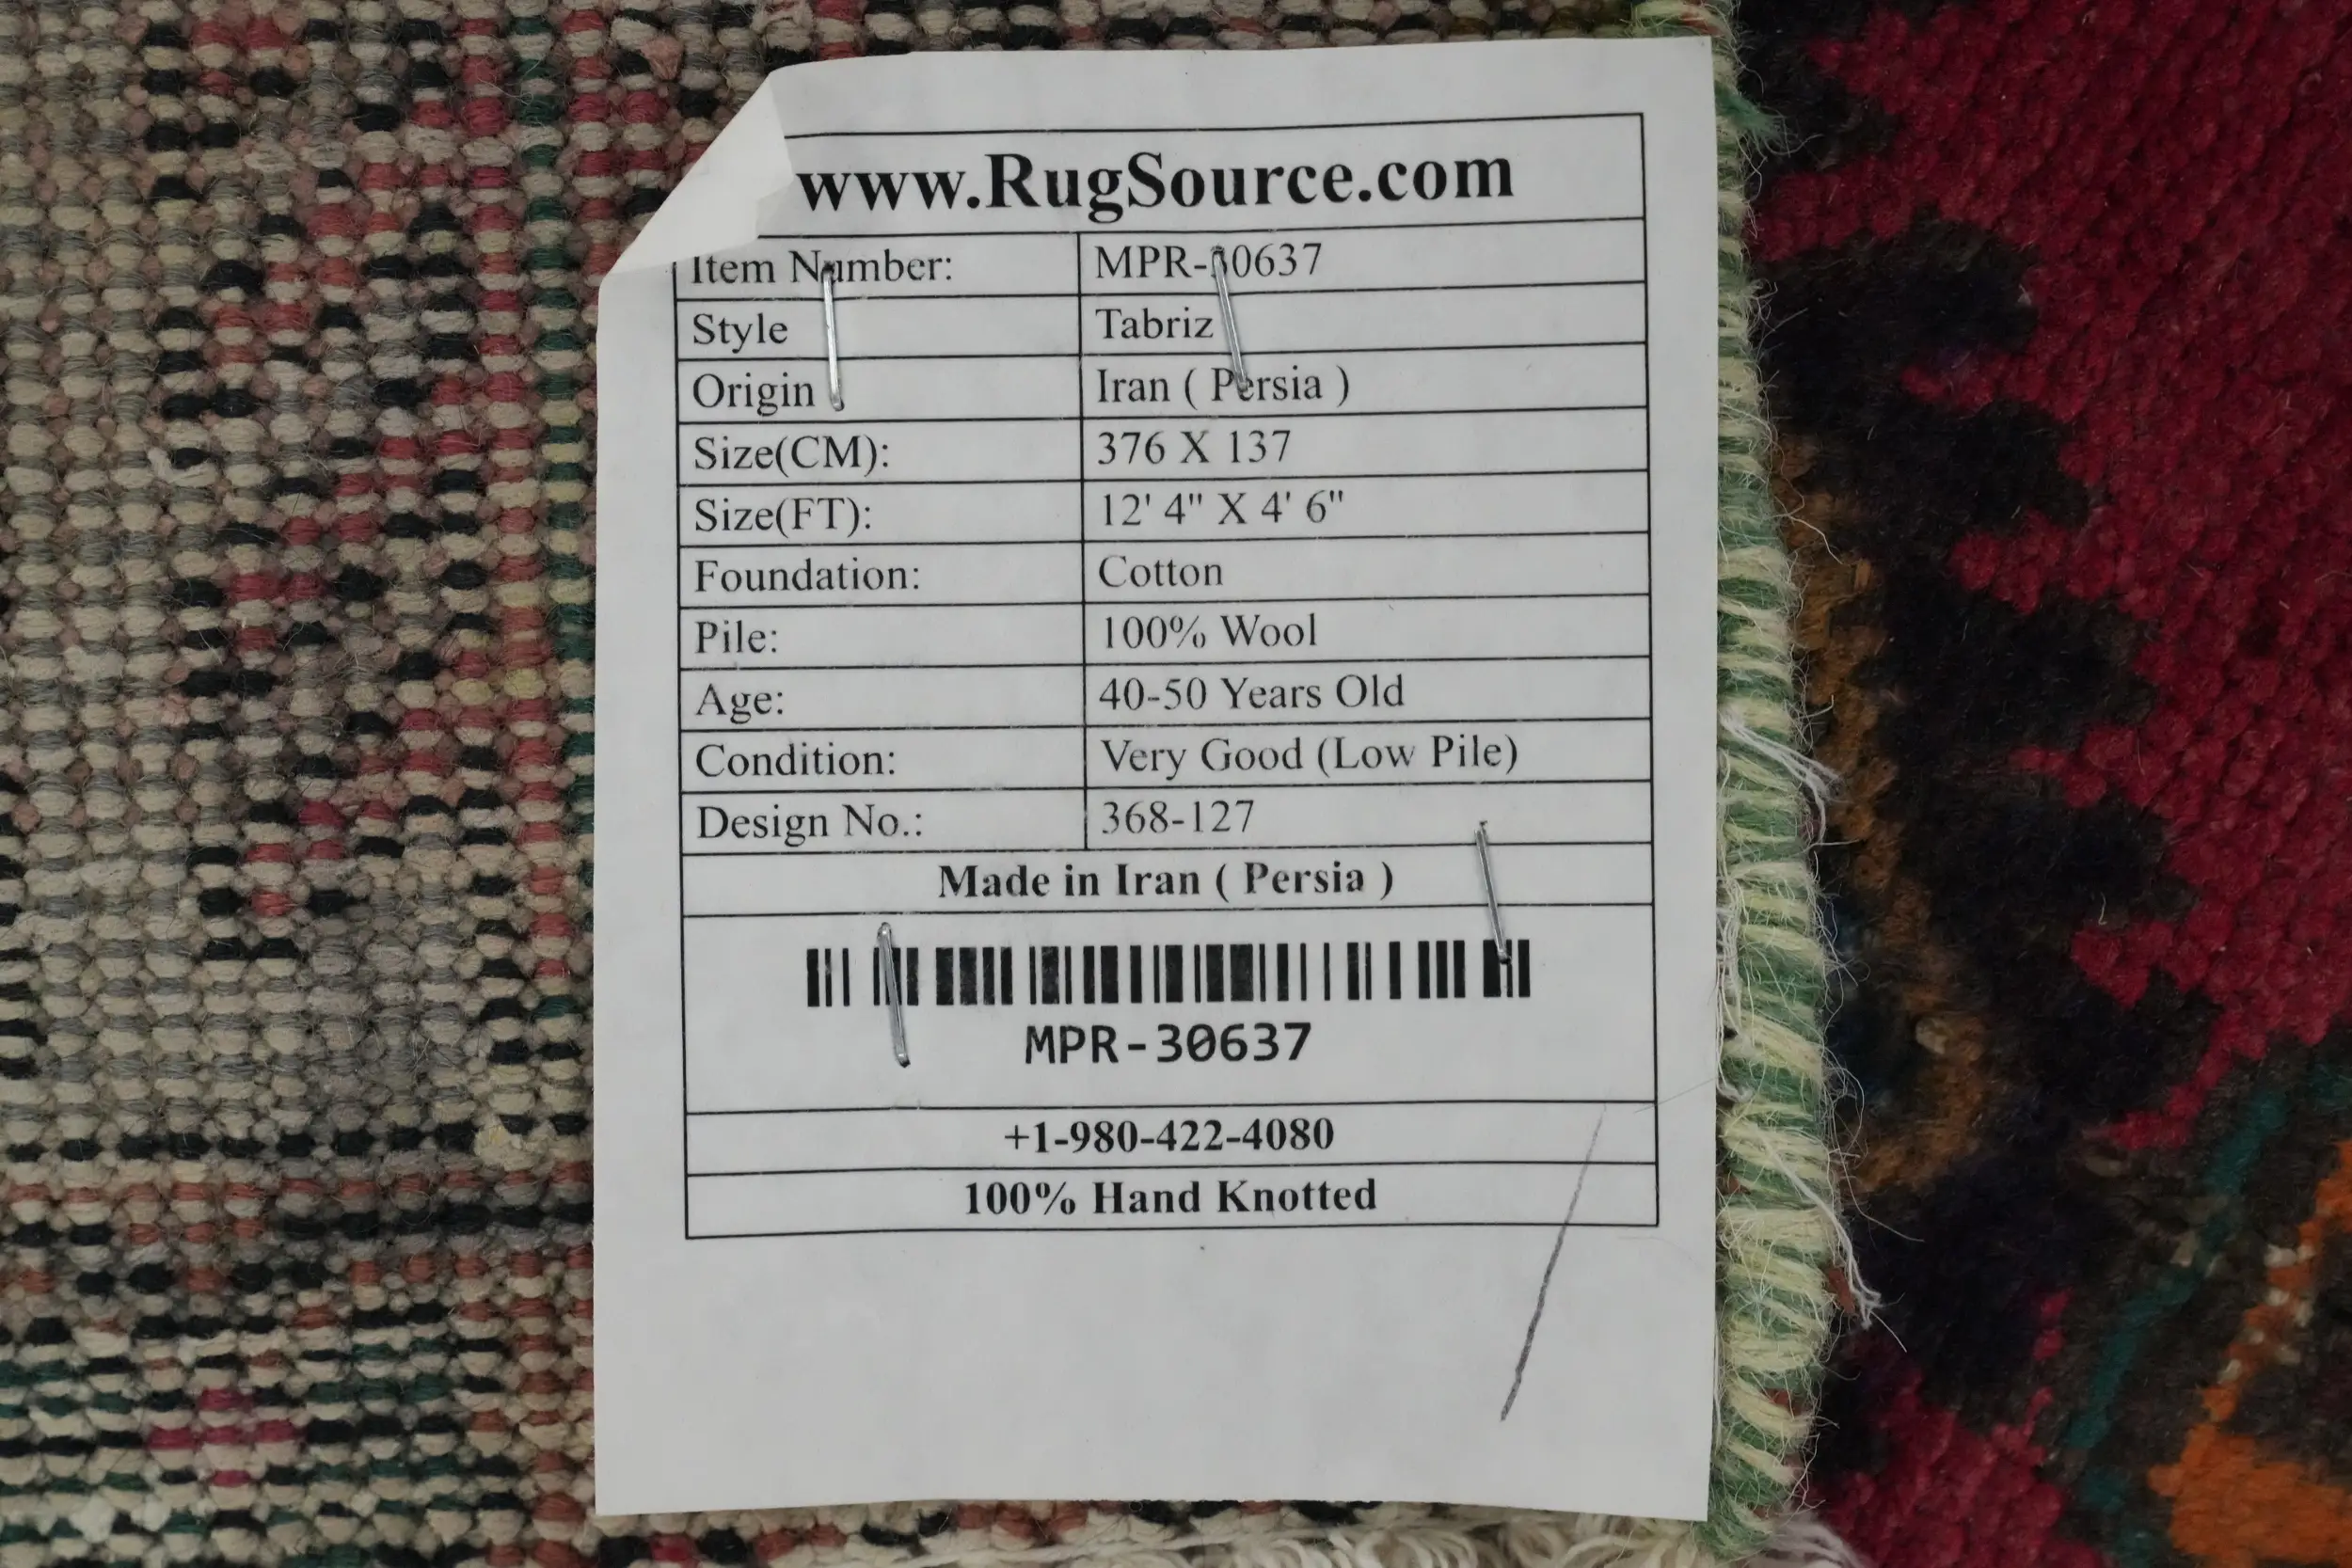 www.RugSource.com
Item Number: MPR-30637
Style Tabriz
Origin Iran ( Persia )
Size(CM): 376 X 137
Size(FT): 12' 4" X 4' 6"
Foundation: Cotton
Pile: 100% Wool
Age: 40-50 Years Old
Condition: Very Good (Low Pile)
Design No.: 368-127
Made in Iran ( Persia )
MPR-30637
+1-980-422-4080
100% Hand Knotted